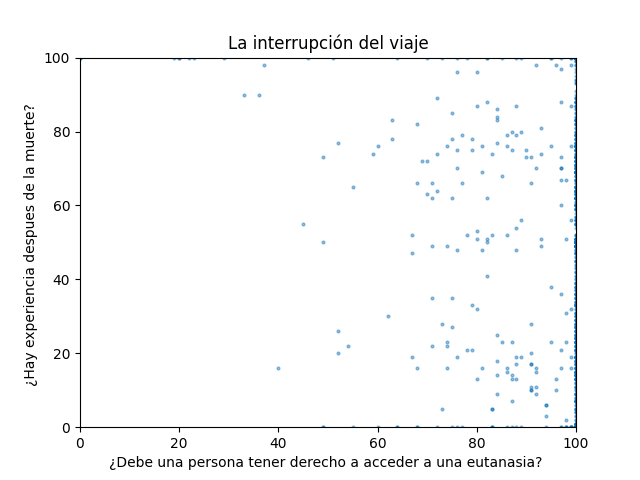 La interrupción del viaje
100
80
60
40
20
0
¿Hay experiencia despues de la muerte?
0 20 40 60 80 100
¿Debe una persona tener derecho a acceder a una eutanasia?